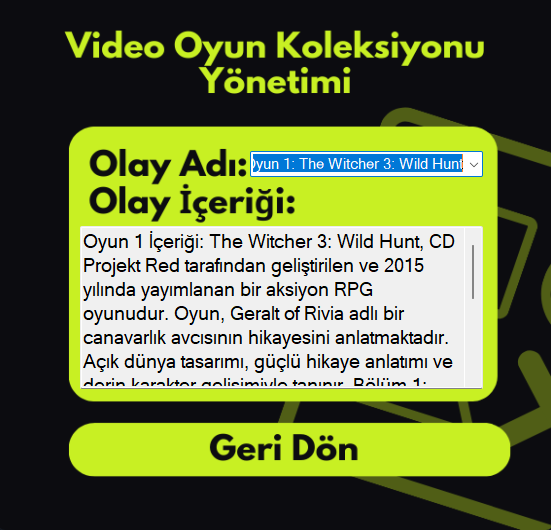 Video Oyun Koleksiyonu
Yönetimi
Olay Adı: Oyun 1: The Witcher 3: Wild Hunt
Olay İçeriği:
Oyun 1 İçeriği: The Witcher 3: Wild Hunt, CD
Projekt Red tarafından geliştirilen ve 2015
yılında yayımlanan bir aksiyon RPG
oyunudur. Oyun, Geralt of Rivia adlı bir
canavarlık avcısının hikayesini anlatmaktadır.
Açık dünya tasarımı, güçlü hikaye anlatımı ve
derin karakter gelişimiyle tanınır. Bölüm 1:
Geri Dön